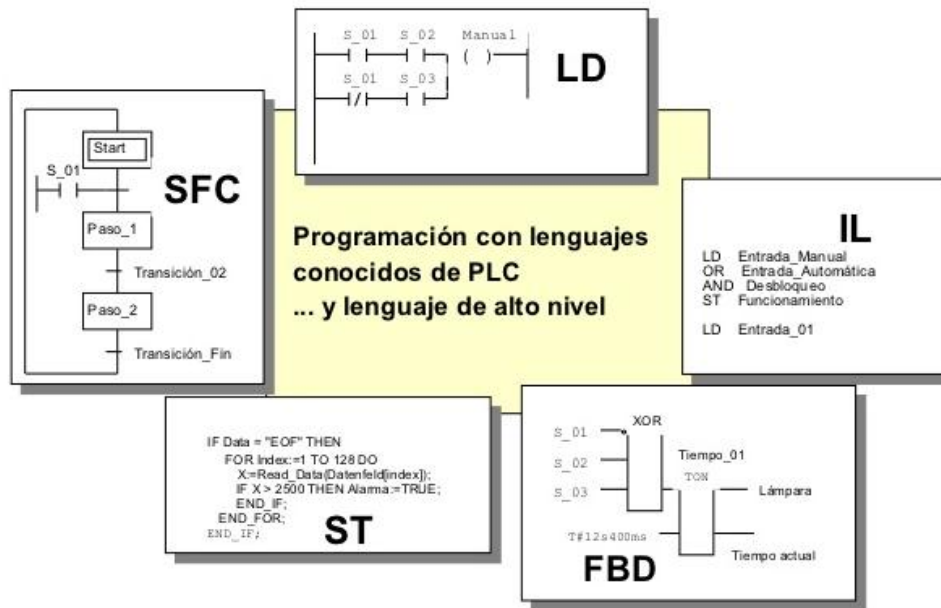 S_01 S_02 Manual
( )
S_01 S_03
LD
Start
S_01
SFC
Paso_1
Transición_02
Paso_2
Transición_Fin
Programación con lenguajes
conocidos de PLC
... y lenguaje de alto nivel
IL
LD Entrada_Manual
OR Entrada_Automática
AND Desbloqueo
ST Funcionamiento
LD Entrada_01
IF Data = "EOF" THEN
FOR Index:=1 TO 128 DO
X:=Read_Data(Datenfeld[index]);
IF X > 2500 THEN Alarma:=TRUE;
END_IF;
END_FOR;
END_IF;
ST
XOR
S_01
S_02
S_03
Tiempo_01
TON
Lámpara
T#12s400ms
Tiempo actual
FBD